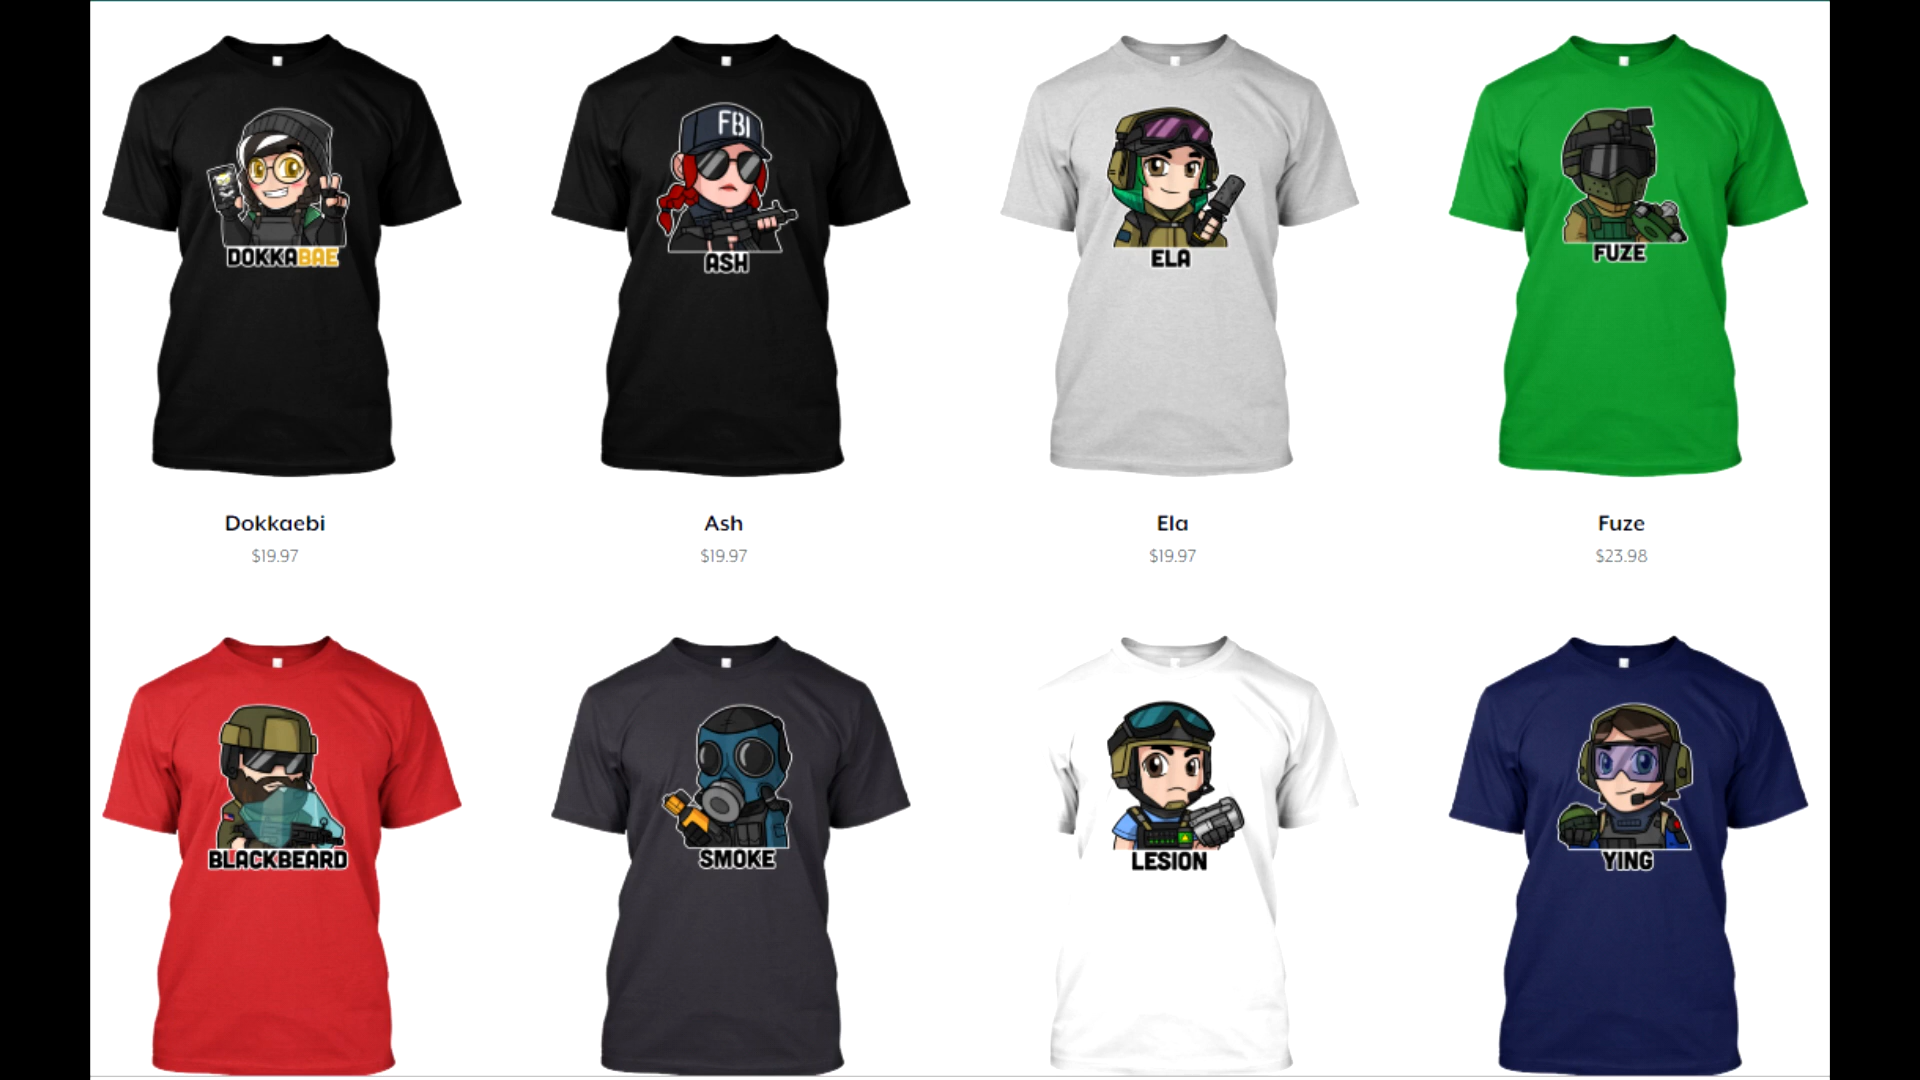 FBI
DOKKABAE
ASH
ELA
FUZE
Dokkaebi
Ash
Ela
Fuze
$19.97
$19.97
$19.97
$23.98
BLACKBEARD
SMOKE
LESION
YING